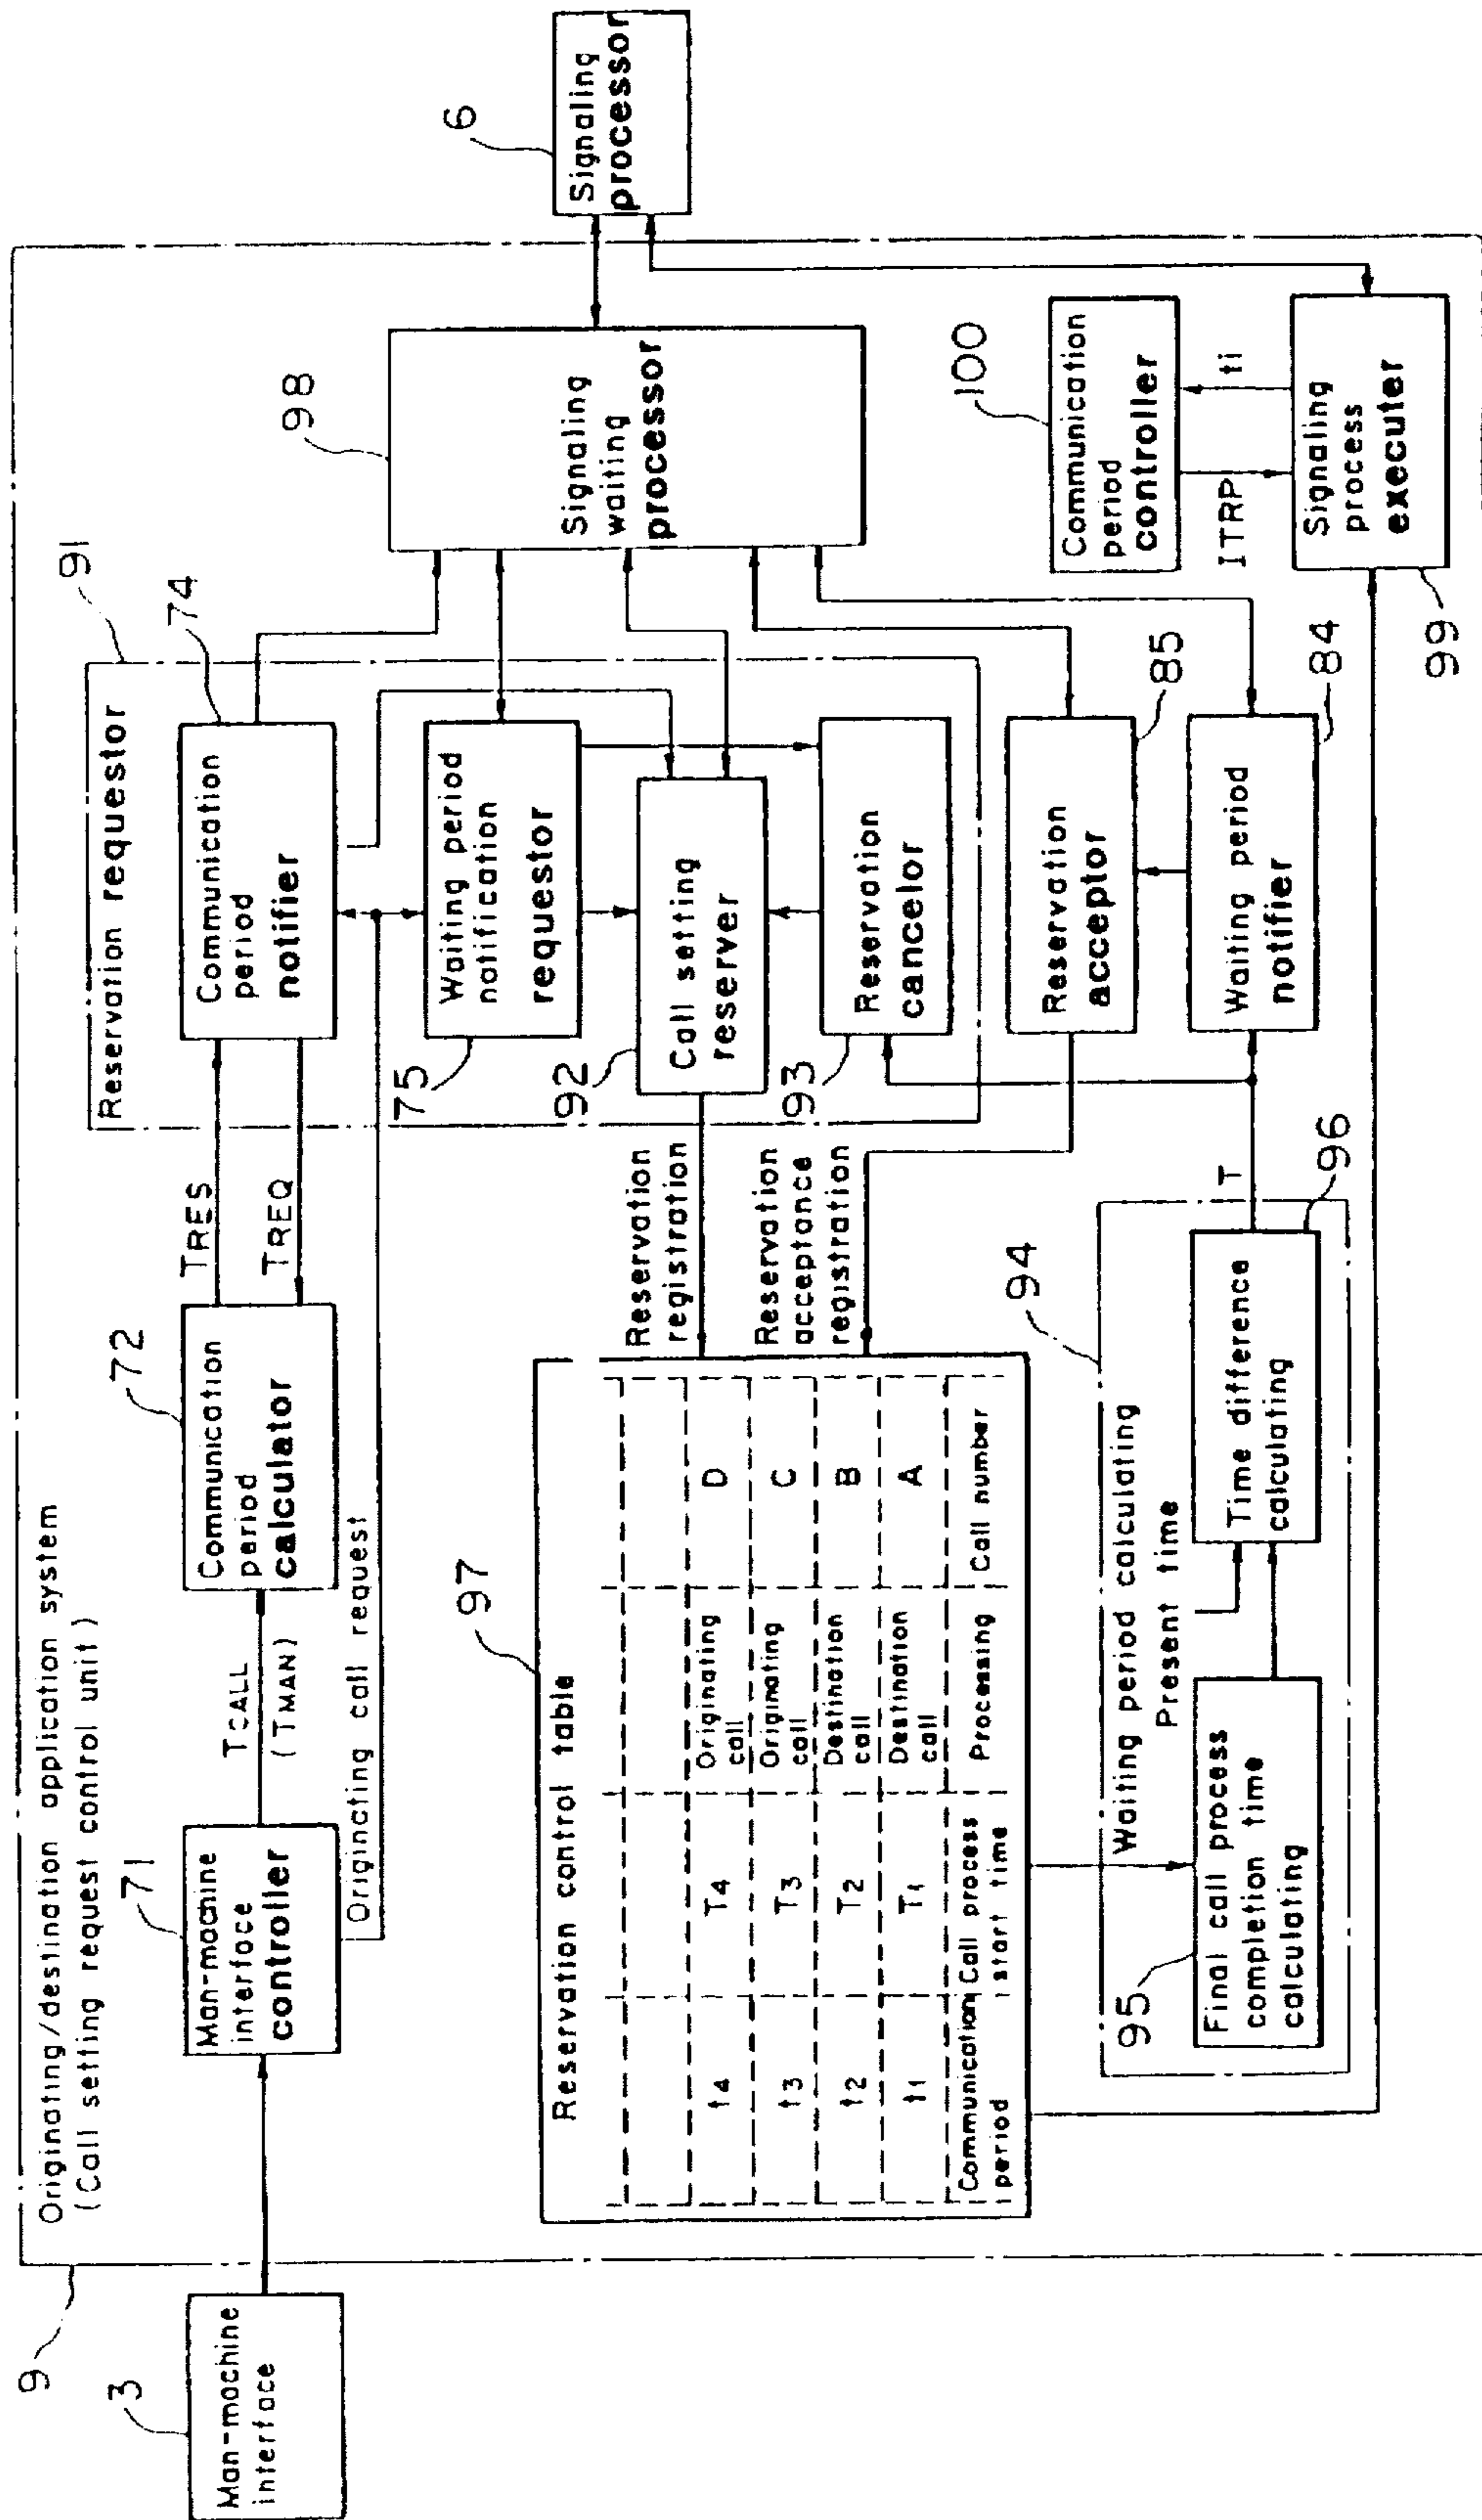 9
Originating/destination application system
(Call setting request control unit)
3
Man-machine
interface
71
Man-machine
interface
controller
TCALL
(TMAN)
Origincting call request
72
Communication
period
calculator
TRES
TREQ
91
Reservation requestor
74
Communication
period
notifier
75
Waiting period
notification
requestor
92
Call setting
reserver
93
Reservation
cancelor
98
Signaling
waiting
processor
6
Signaling
processor
97
Reservation control table
t4
T4
Originating
call
D
t3
T3
Originating
call
C
t2
T2
Destination
call
B
t1
T1
Destination
call
A
Communication
period
Call process
start time
Processing
Call number
Reservation
registration
Reservation
acceptance
registration
Reservation
acceptor
85
Waiting period
notifier
84
94
Waiting period calculating
Present time
95
Final call process
completion time
calculating
Time difference
calculating
96
T
100
Communication
period
controller
ITRP
ti
Signaling
process
executer
99